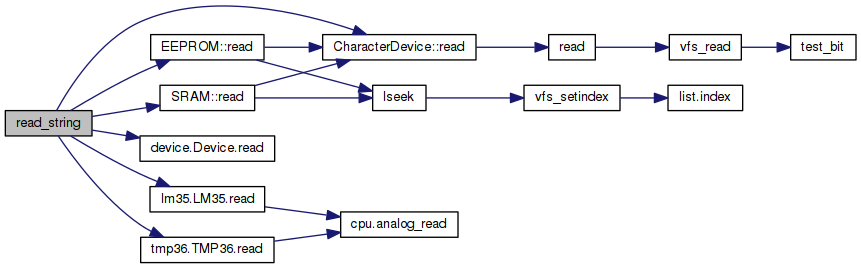 read_string
EEPROM::read
SRAM::read
device.Device.read
lm35.LM35.read
tmp36.TMP36.read
CharacterDevice::read
lseek
cpu.analog_read
read
vfs_setindex
vfs_read
list.index
test_bit